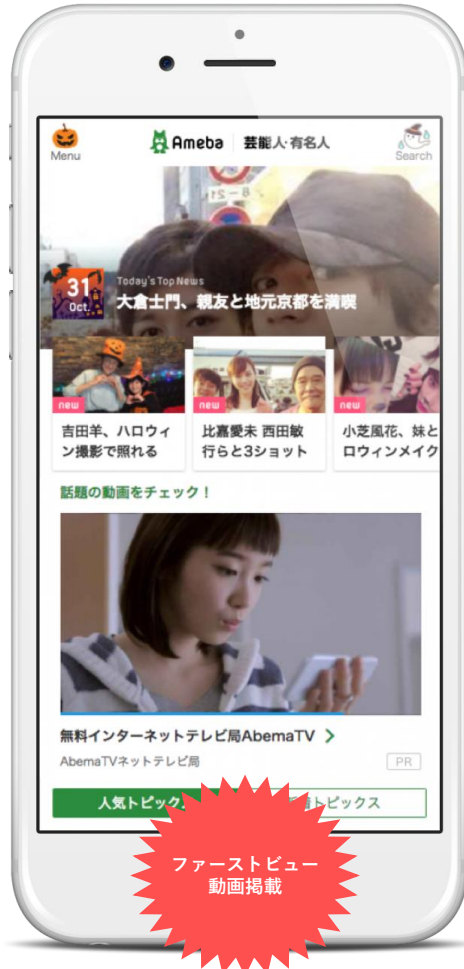 Menu
Ameba
芸能人・有名人
Search
31
Oct.
Today's Top News
大倉士門、親友と地元京都を満喫
new
吉田羊、ハロウィ
ン撮影で照れる
new
比嘉愛未 西田敏
行らと3ショット
new
小芝風花、妹と
ロウィンメイク
話題の動画をチェック！
無料インターネットテレビ局AbemaTV
AbemaTVネットテレビ局
PR
人気トピック
トピックス
ファーストビュー
動画掲載